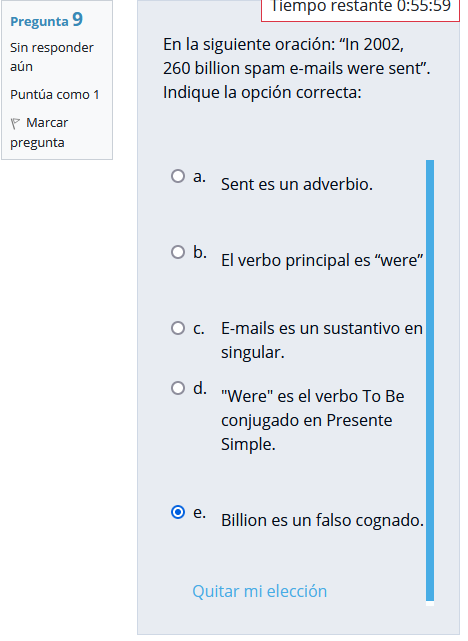 Tiempo restante 0:55:59
Pregunta 9
Sin responder
aún
Puntúa como 1
Marcar
pregunta
En la siguiente oración: “In 2002,
260 billion spam e-mails were sent”.
Indique la opción correcta:
a. Sent es un adverbio.
b. El verbo principal es “were”
c. E-mails es un sustantivo en
singular.
d. "Were" es el verbo To Be
conjugado en Presente
Simple.
e. Billion es un falso cognado.
Quitar mi elección